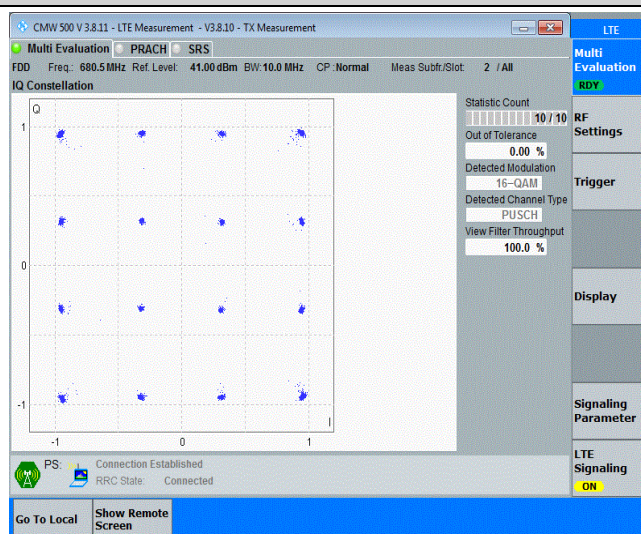 CMW 500 V 3.8.11 - LTE Measurement - V3.8.10 - TX Measurement
LTE
Multi Evaluation PRACH SRS
FDD Freq.: 680.5 MHz Ref. Level: 41.00 dBm BW: 10.0 MHz CP : Normal Meas Subfr./Slot: 2 / All
IQ Constellation
Q
1
0
-1
-1 0 1
I
Statistic Count
10 / 10
Out of Tolerance
0.00 %
Detected Modulation
16-QAM
Detected Channel Type
PUSCH
View Filter Throughput
100.0 %
Multi
Evaluation
RDY
RF
Settings
Trigger
Display
Signaling
Parameter
LTE
Signaling
ON
PS: Connection Established
RRC State: Connected
Go To Local
Show Remote
Screen